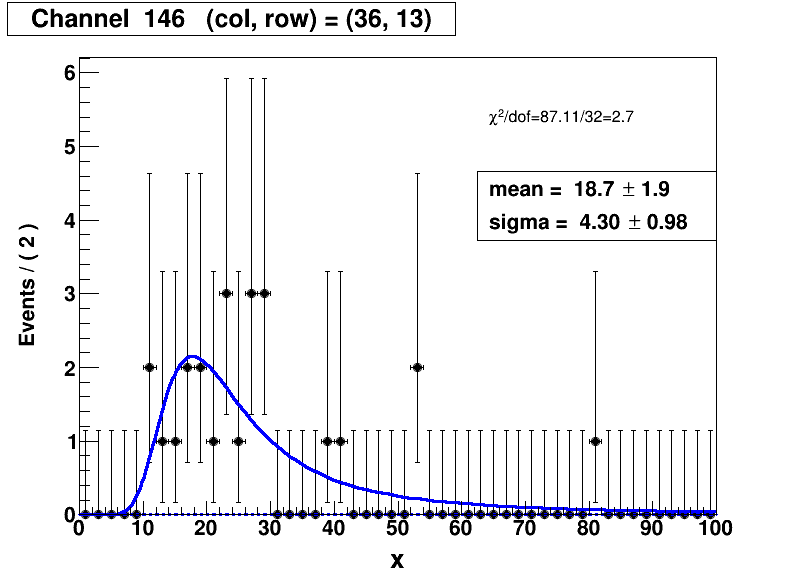 Channel 146 (col, row) = (36, 13)
χ²/dof=87.11/32=2.7
mean = 18.7 ± 1.9
sigma = 4.30 ± 0.98
Events / ( 2 )
6
5
4
3
2
1
0
0 10 20 30 40 50 60 70 80 90 100
x